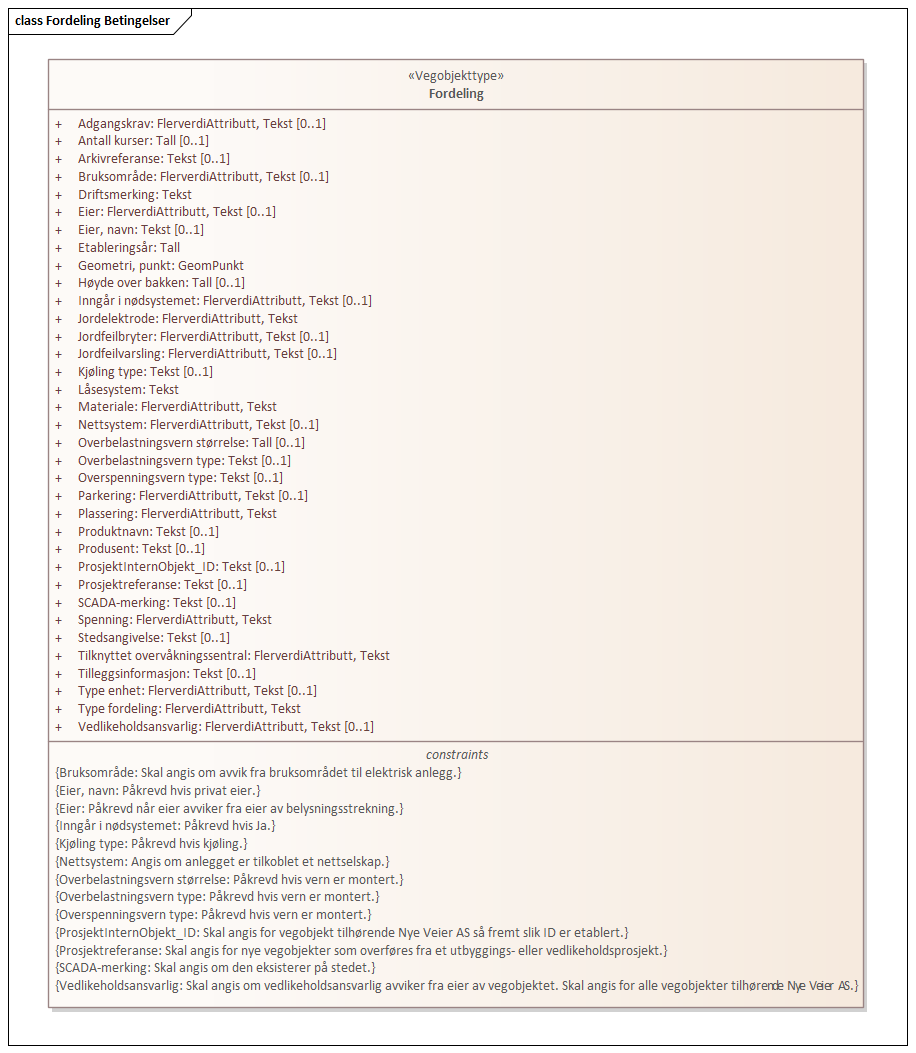 class Fordeling Betingelser
«Vegobjekttype»
Fordeling
+ Adgangskrav: FlerverdiAttributt, Tekst [0..1]
+ Antall kurser: Tall [0..1]
+ Arkivreferanse: Tekst [0..1]
+ Bruksområde: FlerverdiAttributt, Tekst [0..1]
+ Driftsmerking: Tekst
+ Eier: FlerverdiAttributt, Tekst [0..1]
+ Eier, navn: Tekst [0..1]
+ Etableringsår: Tall
+ Geometri, punkt: GeomPunkt
+ Høyde over bakken: Tall [0..1]
+ Inngår i nødsystemet: FlerverdiAttributt, Tekst [0..1]
+ Jordelektrode: FlerverdiAttributt, Tekst
+ Jordfeilbryter: FlerverdiAttributt, Tekst [0..1]
+ Jordfeilvarsling: FlerverdiAttributt, Tekst [0..1]
+ Kjøling type: Tekst [0..1]
+ Låsesystem: Tekst
+ Materiale: FlerverdiAttributt, Tekst
+ Nettsystem: FlerverdiAttributt, Tekst [0..1]
+ Overbelastningsvern størrelse: Tall [0..1]
+ Overbelastningsvern type: Tekst [0..1]
+ Overspenningsvern type: Tekst [0..1]
+ Parkering: FlerverdiAttributt, Tekst [0..1]
+ Plassering: FlerverdiAttributt, Tekst
+ Produktnavn: Tekst [0..1]
+ Produsent: Tekst [0..1]
+ ProsjektInternObjekt_ID: Tekst [0..1]
+ Prosjektreferanse: Tekst [0..1]
+ SCADA-merking: Tekst [0..1]
+ Spenning: FlerverdiAttributt, Tekst
+ Stedsangivelse: Tekst [0..1]
+ Tilknyttet overvåkningssentral: FlerverdiAttributt, Tekst
+ Tilleggsinformasjon: Tekst [0..1]
+ Type enhet: FlerverdiAttributt, Tekst [0..1]
+ Type fordeling: FlerverdiAttributt, Tekst
+ Vedlikeholdsansvarlig: FlerverdiAttributt, Tekst [0..1]
constraints
{Bruksområde: Skal angis om avvik fra bruksområdet til elektrisk anlegg.}
{Eier, navn: Påkrevd hvis privat eier.}
{Eier: Påkrevd når eier avviker fra eier av belysningsstrekning.}
{Inngår i nødsystemet: Påkrevd hvis Ja.}
{Kjøling type: Påkrevd hvis kjøling.}
{Nettsystem: Angis om anlegget er tilkoblet et nettselskap.}
{Overbelastningsvern størrelse: Påkrevd hvis vern er montert.}
{Overbelastningsvern type: Påkrevd hvis vern er montert.}
{Overspenningsvern type: Påkrevd hvis vern er montert.}
{ProsjektInternObjekt_ID: Skal angis for vegobjekt tilhørende Nye Veier AS så fremt slik ID er etablert.}
{Prosjektreferanse: Skal angis for nye vegobjekter som overføres fra et utbyggings- eller vedlikeholdsprosjekt.}
{SCADA-merking: Skal angis om den eksisterer på stedet.}
{Vedlikeholdsansvarlig: Skal angis om vedlikeholdsansvarlig avviker fra eier av vegobjektet. Skal angis for alle vegobjekter tilhørende Nye Veier AS.}